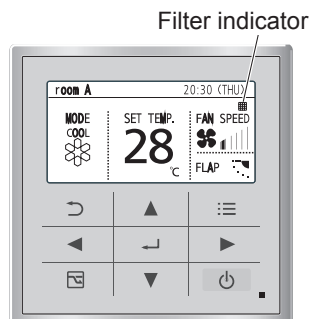 Filter indicator
room A 20:30 (THU)
MODE SET TEMP. FAN SPEED
COOL
28
℃
FLAP